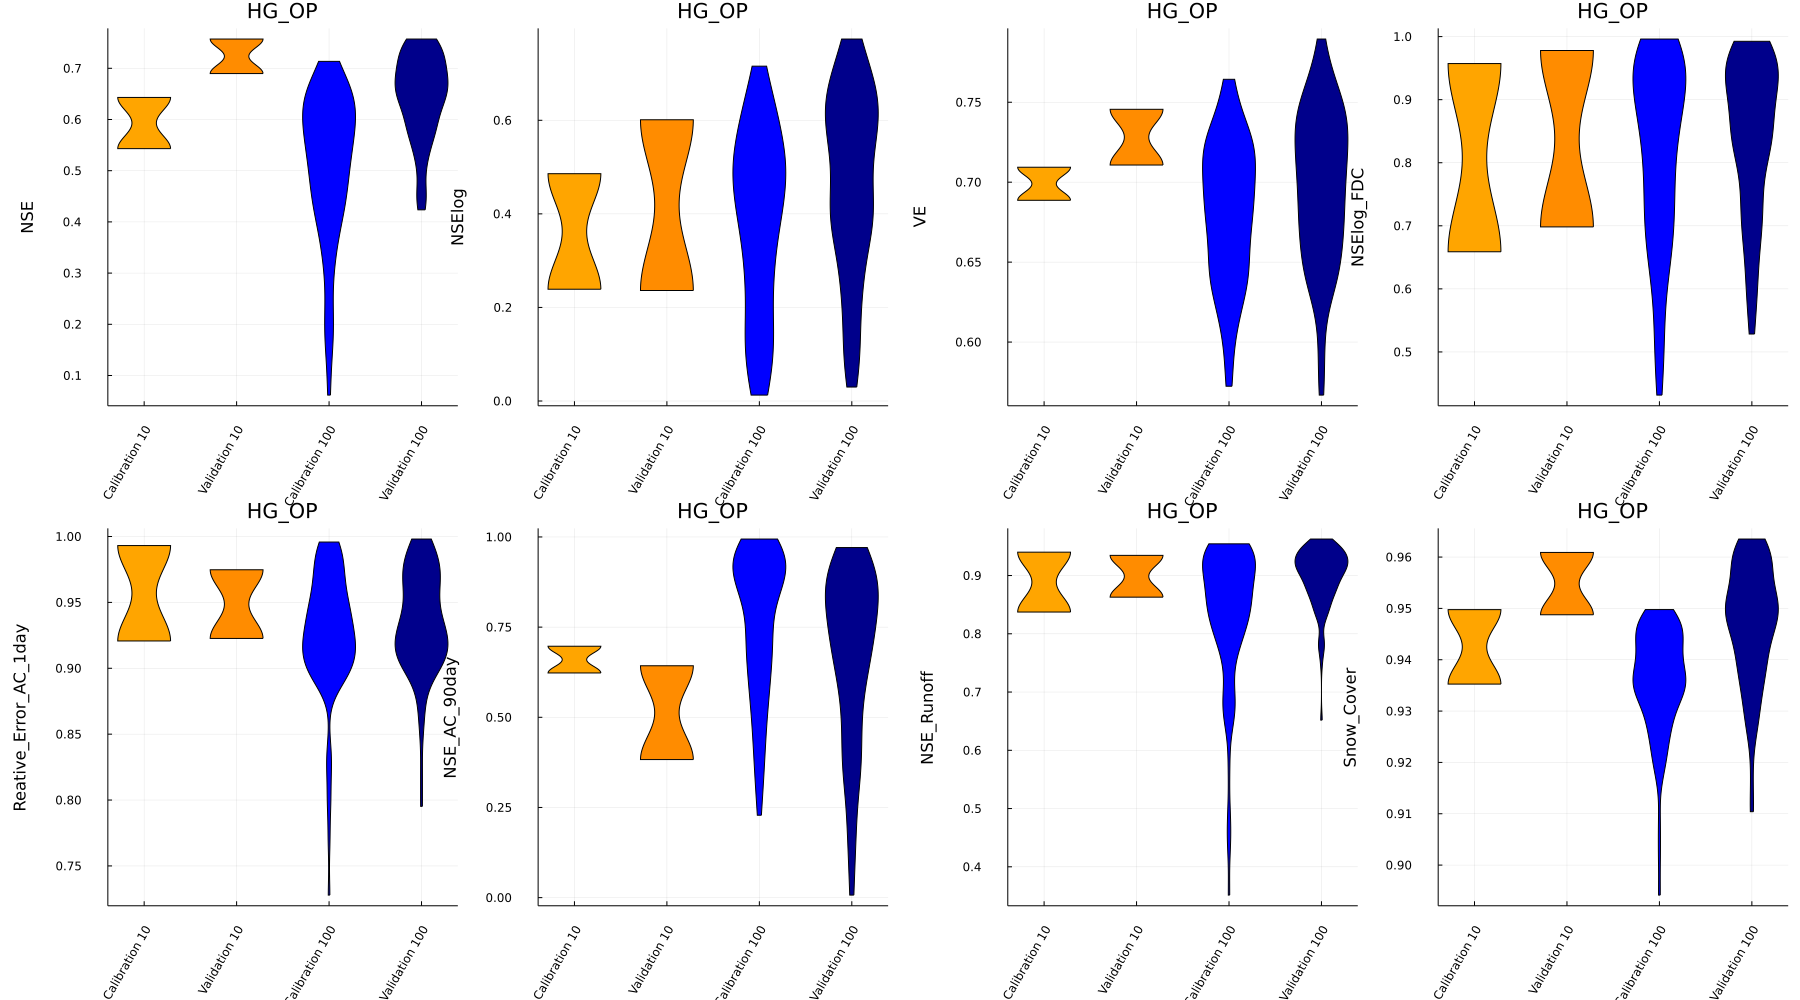 HG_OP
NSE
0.7
0.6
0.5
0.4
0.3
0.2
0.1
Calibration 10
Validation 10
Calibration 100
Validation 100
HG_OP
NSElog
0.6
0.4
0.2
0.0
Calibration 10
Validation 10
Calibration 100
Validation 100
HG_OP
VE
0.75
0.70
0.65
0.60
Calibration 10
Validation 10
Calibration 100
Validation 100
HG_OP
NSElog_FDC
1.0
0.9
0.8
0.7
0.6
0.5
Calibration 10
Validation 10
Calibration 100
Validation 100
HG_OP
Reative_Error_AC_1day
1.00
0.95
0.90
0.85
0.80
0.75
Calibration 10
Validation 10
Calibration 100
Validation 100
HG_OP
NSE_AC_90day
1.00
0.75
0.50
0.25
0.00
Calibration 10
Validation 10
Calibration 100
Validation 100
HG_OP
NSE_Runoff
0.9
0.8
0.7
0.6
0.5
0.4
Calibration 10
Validation 10
Calibration 100
Validation 100
HG_OP
Snow_Cover
0.96
0.95
0.94
0.93
0.92
0.91
0.90
Calibration 10
Validation 10
Calibration 100
Validation 100